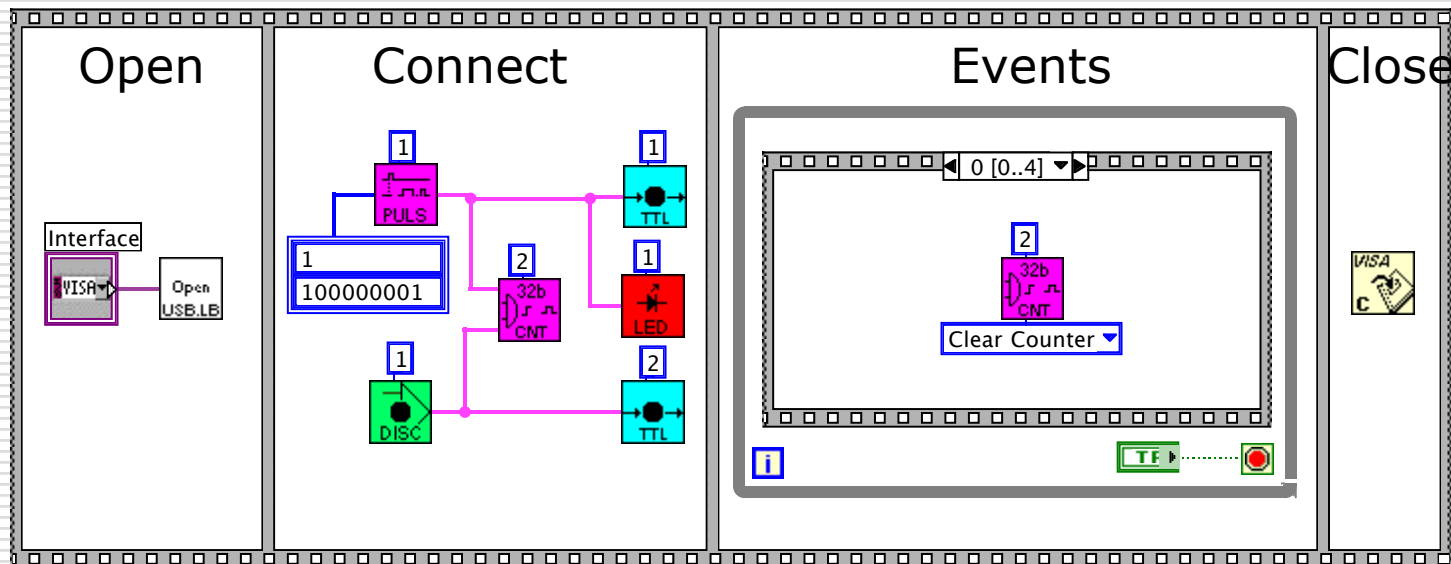 Open
Connect
Events
Close
Interface
VISA
Open
USB.LB
1
PULS
1
100000001
2
32b
CNT
1
DISC
1
TTL
1
LED
2
TTL
0 [0..4]
2
32b
CNT
Clear Counter
i
TF
VISA
C